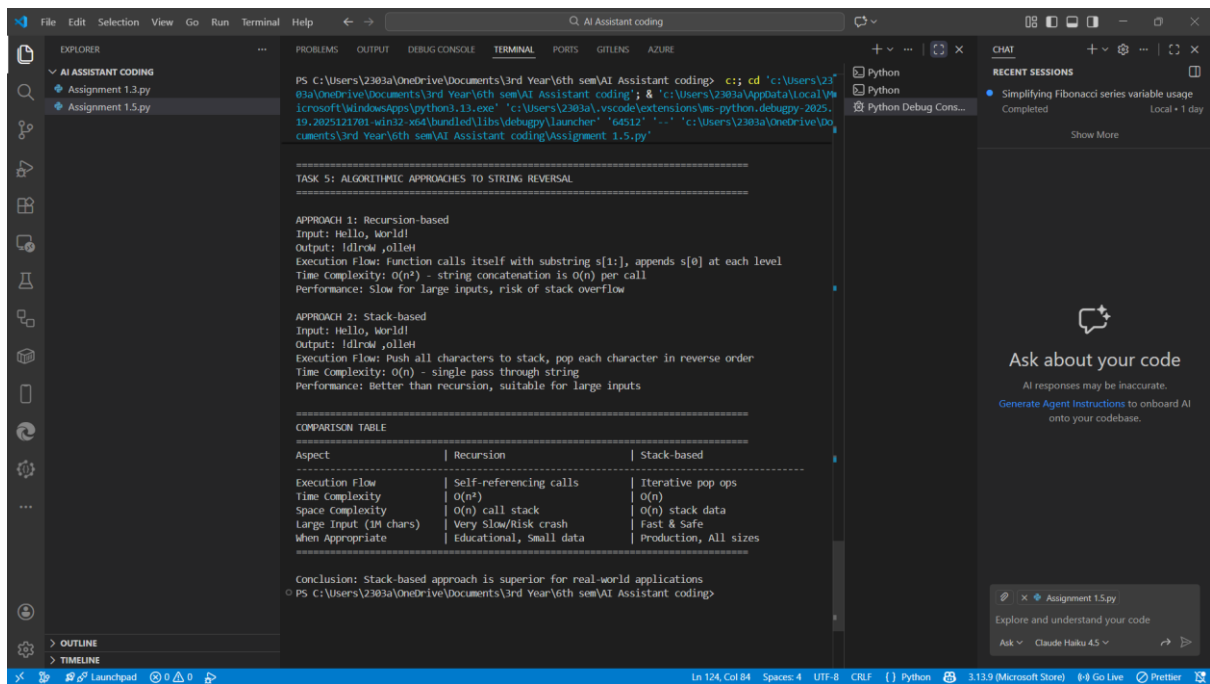 File Edit Selection View Go Run Terminal Help
AI Assistant coding
EXPLORER
AI ASSISTANT CODING
Assignment 1.3.py
Assignment 1.5.py
OUTLINE
TIMELINE
PROBLEMS OUTPUT DEBUG CONSOLE TERMINAL PORTS GITLENS AZURE
PS C:\Users\2303a\OneDrive\Documents\3rd Year\6th sem\AI Assistant coding> c:; cd 'c:\Users\23
03a\OneDrive\Documents\3rd Year\6th sem\AI Assistant coding'; & 'c:\Users\2303a\AppData\Local\M
icrosoft\WindowsApps\python3.13.exe' 'c:\Users\2303a\.vscode\extensions\ms-python.debugpy-2025.
19.2025121701-win32-x64\bundled\libs\debugpy\launcher' '64512' '--' 'c:\Users\2303a\OneDrive\Do
cuments\3rd Year\6th sem\AI Assistant coding\Assignment 1.5.py'
================================================================================
TASK 5: ALGORITHMIC APPROACHES TO STRING REVERSAL
================================================================================
APPROACH 1: Recursion-based
Input: Hello, World!
Output: !dlroW ,olleH
Execution Flow: Function calls itself with substring s[1:], appends s[0] at each level
Time Complexity: O(n²) - string concatenation is O(n) per call
Performance: Slow for large inputs, risk of stack overflow
APPROACH 2: Stack-based
Input: Hello, World!
Output: !dlroW ,olleH
Execution Flow: Push all characters to stack, pop each character in reverse order
Time Complexity: O(n) - single pass through string
Performance: Better than recursion, suitable for large inputs
================================================================================
COMPARISON TABLE
================================================================================
Aspect | Recursion | Stack-based
------------------------------------------------------------------------------------------
Execution Flow | Self-referencing calls | Iterative pop ops
Time Complexity | O(n²) | O(n)
Space Complexity | O(n) call stack | O(n) stack data
Large Input (1M chars) | Very Slow/Risk crash | Fast & Safe
When Appropriate | Educational, Small data | Production, All sizes
================================================================================
Conclusion: Stack-based approach is superior for real-world applications
PS C:\Users\2303a\OneDrive\Documents\3rd Year\6th sem\AI Assistant coding>
Python
Python
Python Debug Cons...
CHAT
RECENT SESSIONS
Simplifying Fibonacci series variable usage
Completed Local • 1 day
Show More
Ask about your code
AI responses may be inaccurate.
Generate Agent Instructions to onboard AI
onto your codebase.
Assignment 1.5.py
Explore and understand your code
Ask Claude Haiku 4.5
Launchpad 0 0 Ln 124, Col 84 Spaces: 4 UTF-8 CRLF {} Python 3.13.9 (Microsoft Store) Go Live Prettier